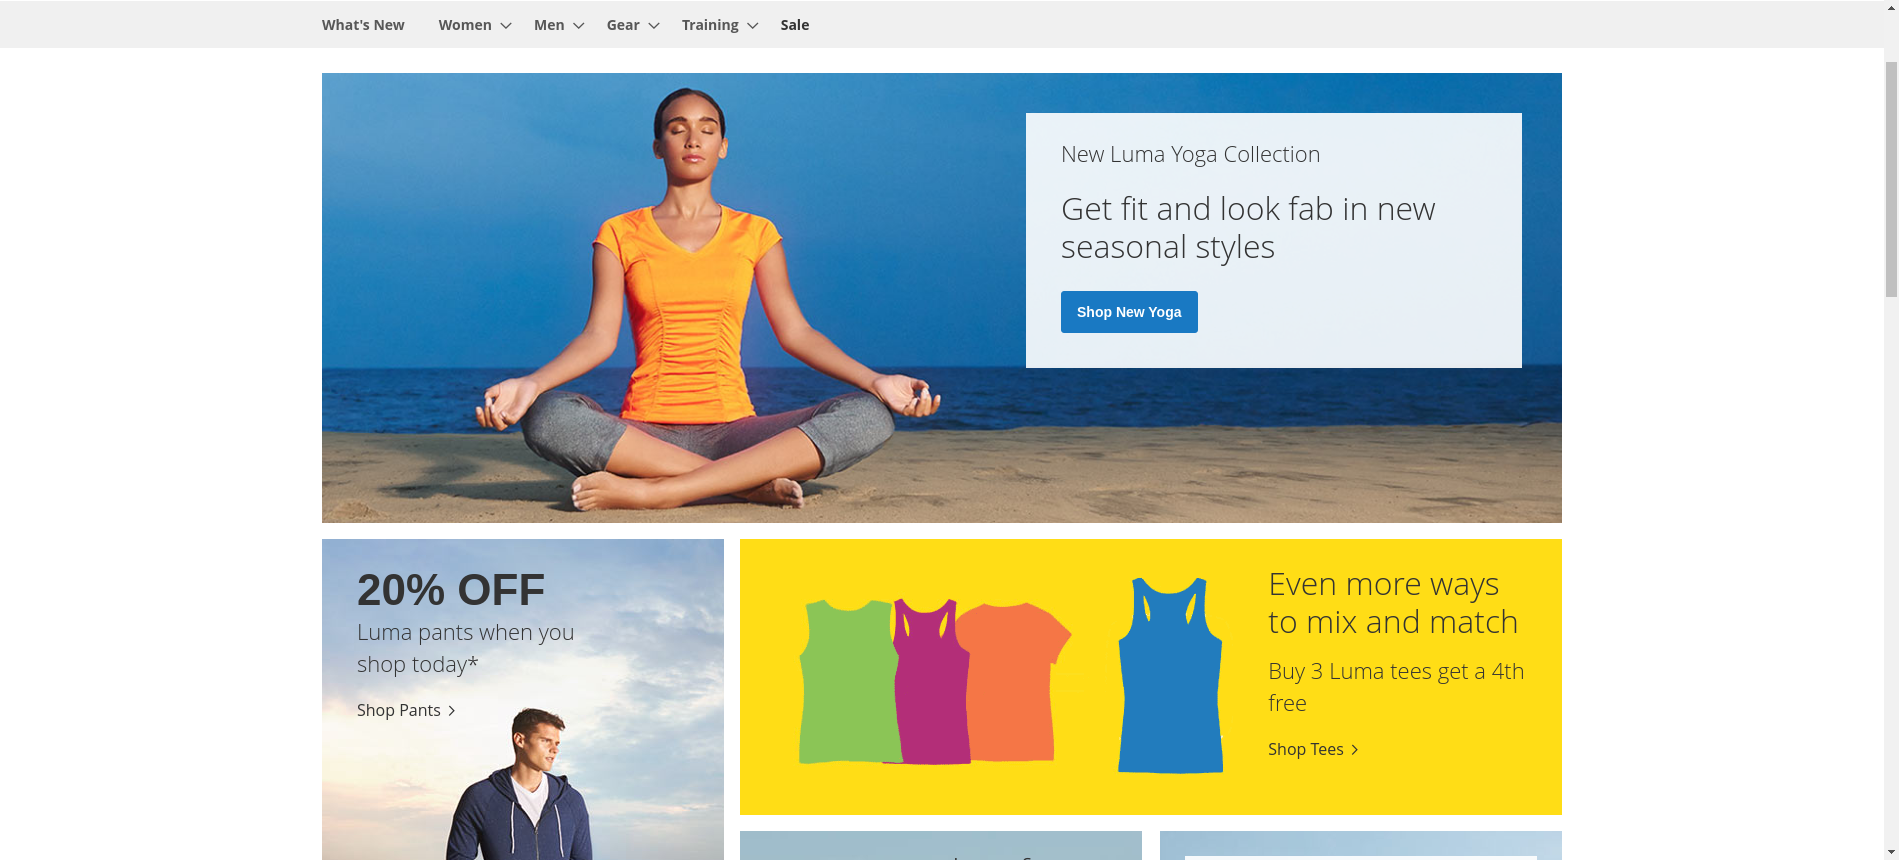 What's New Women Men Gear Training Sale
New Luma Yoga Collection
Get fit and look fab in new
seasonal styles
Shop New Yoga
20% OFF
Luma pants when you
shop today*
Shop Pants
Even more ways
to mix and match
Buy 3 Luma tees get a 4th
free
Shop Tees